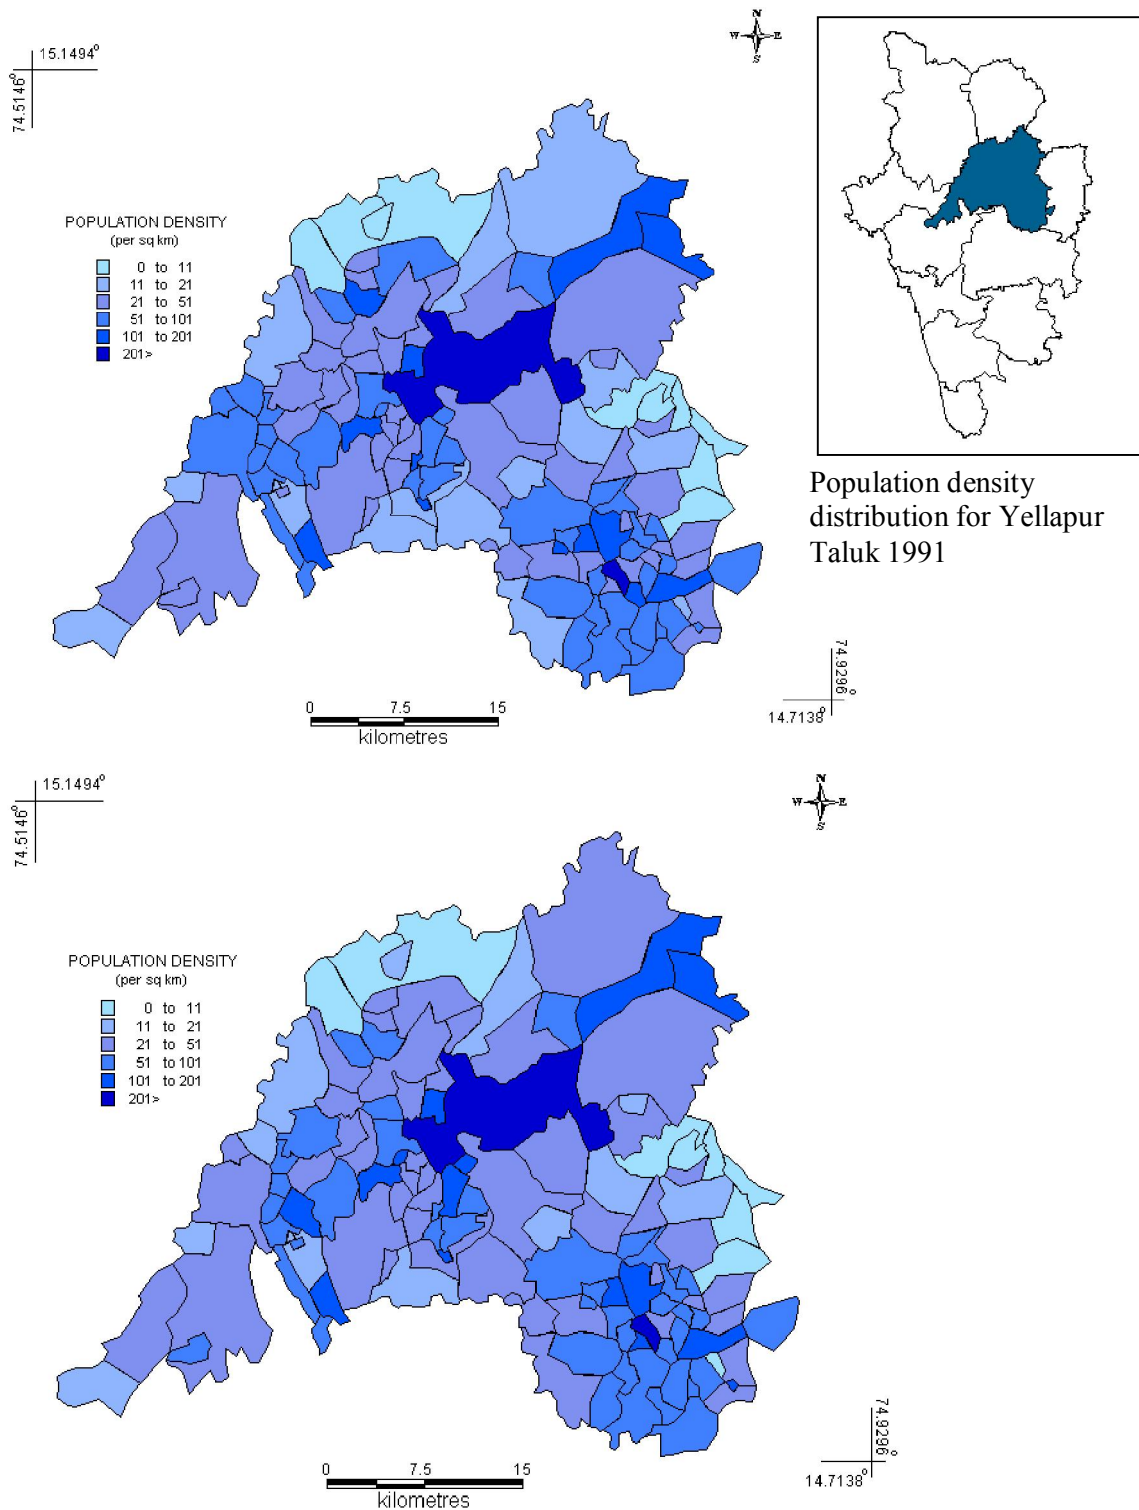 15.1494°
74.5146°
N
W E
S
POPULATION DENSITY
(per sq km)
0 to 11
11 to 21
21 to 51
51 to 101
101 to 201
201>
Population density
distribution for Yellapur
Taluk 1991
0 7.5 15
kilometres
74.9296°
14.7138°
15.1494°
74.5146°
N
W E
S
POPULATION DENSITY
(per sq km)
0 to 11
11 to 21
21 to 51
51 to 101
101 to 201
201>
0 7.5 15
kilometres
74.9296°
14.7138°